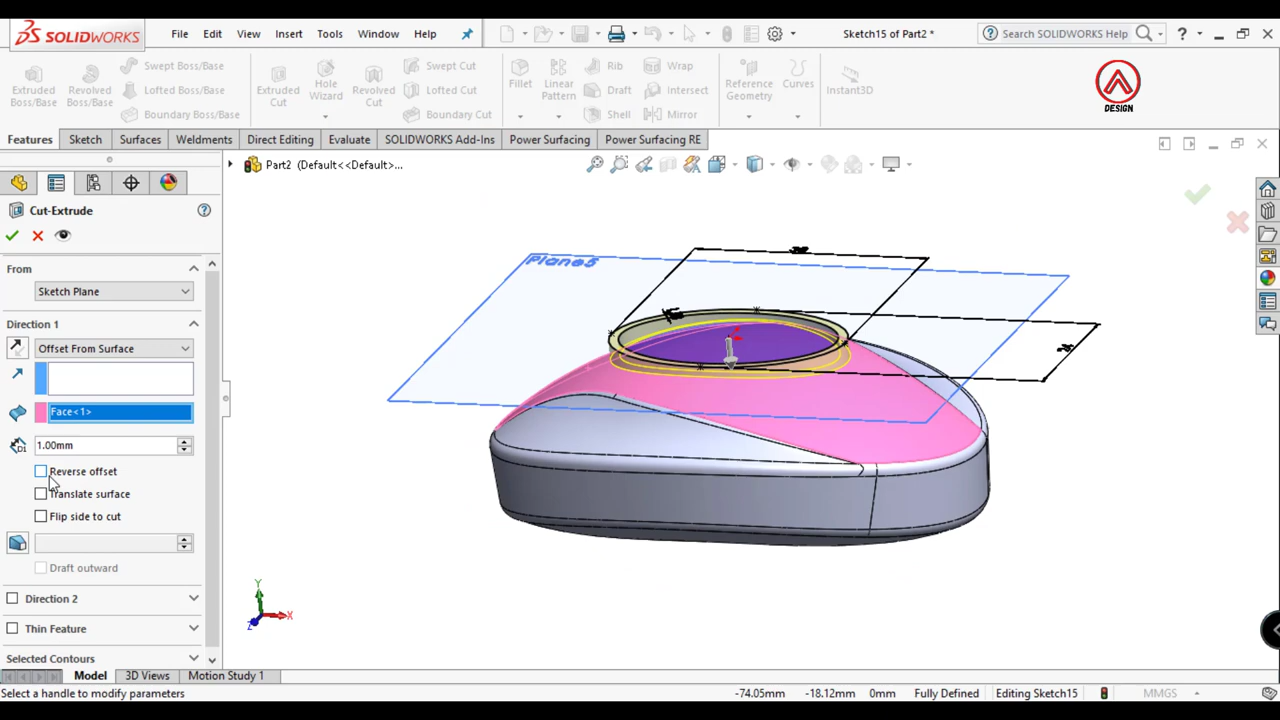 SOLIDWORKS File Edit View Insert Tools Window Help Sketch15 of Part2 * Search SOLIDWORKS Help ?
Extruded Boss/Base Revolved Boss/Base Swept Boss/Base Lofted Boss/Base Boundary Boss/Base
Extruded Cut Hole Wizard Revolved Cut Swept Cut Lofted Cut Boundary Cut
Fillet Linear Pattern Rib Draft Shell Wrap Intersect Mirror
Reference Geometry Curves Instant3D
DESIGN
Features Sketch Surfaces Weldments Direct Editing Evaluate SOLIDWORKS Add-Ins Power Surfacing Power Surfacing RE
Part2 (Default<<Default>...
Cut-Extrude
From
Sketch Plane
Direction 1
Offset From Surface
Face<1>
D1 1.00mm
Reverse offset
Translate surface
Flip side to cut
Draft outward
Direction 2
Thin Feature
Selected Contours
Plane5
Y
X
Z
Model 3D Views Motion Study 1
Select a handle to modify parameters -74.05mm -18.12mm 0mm Fully Defined Editing Sketch15 MMGS